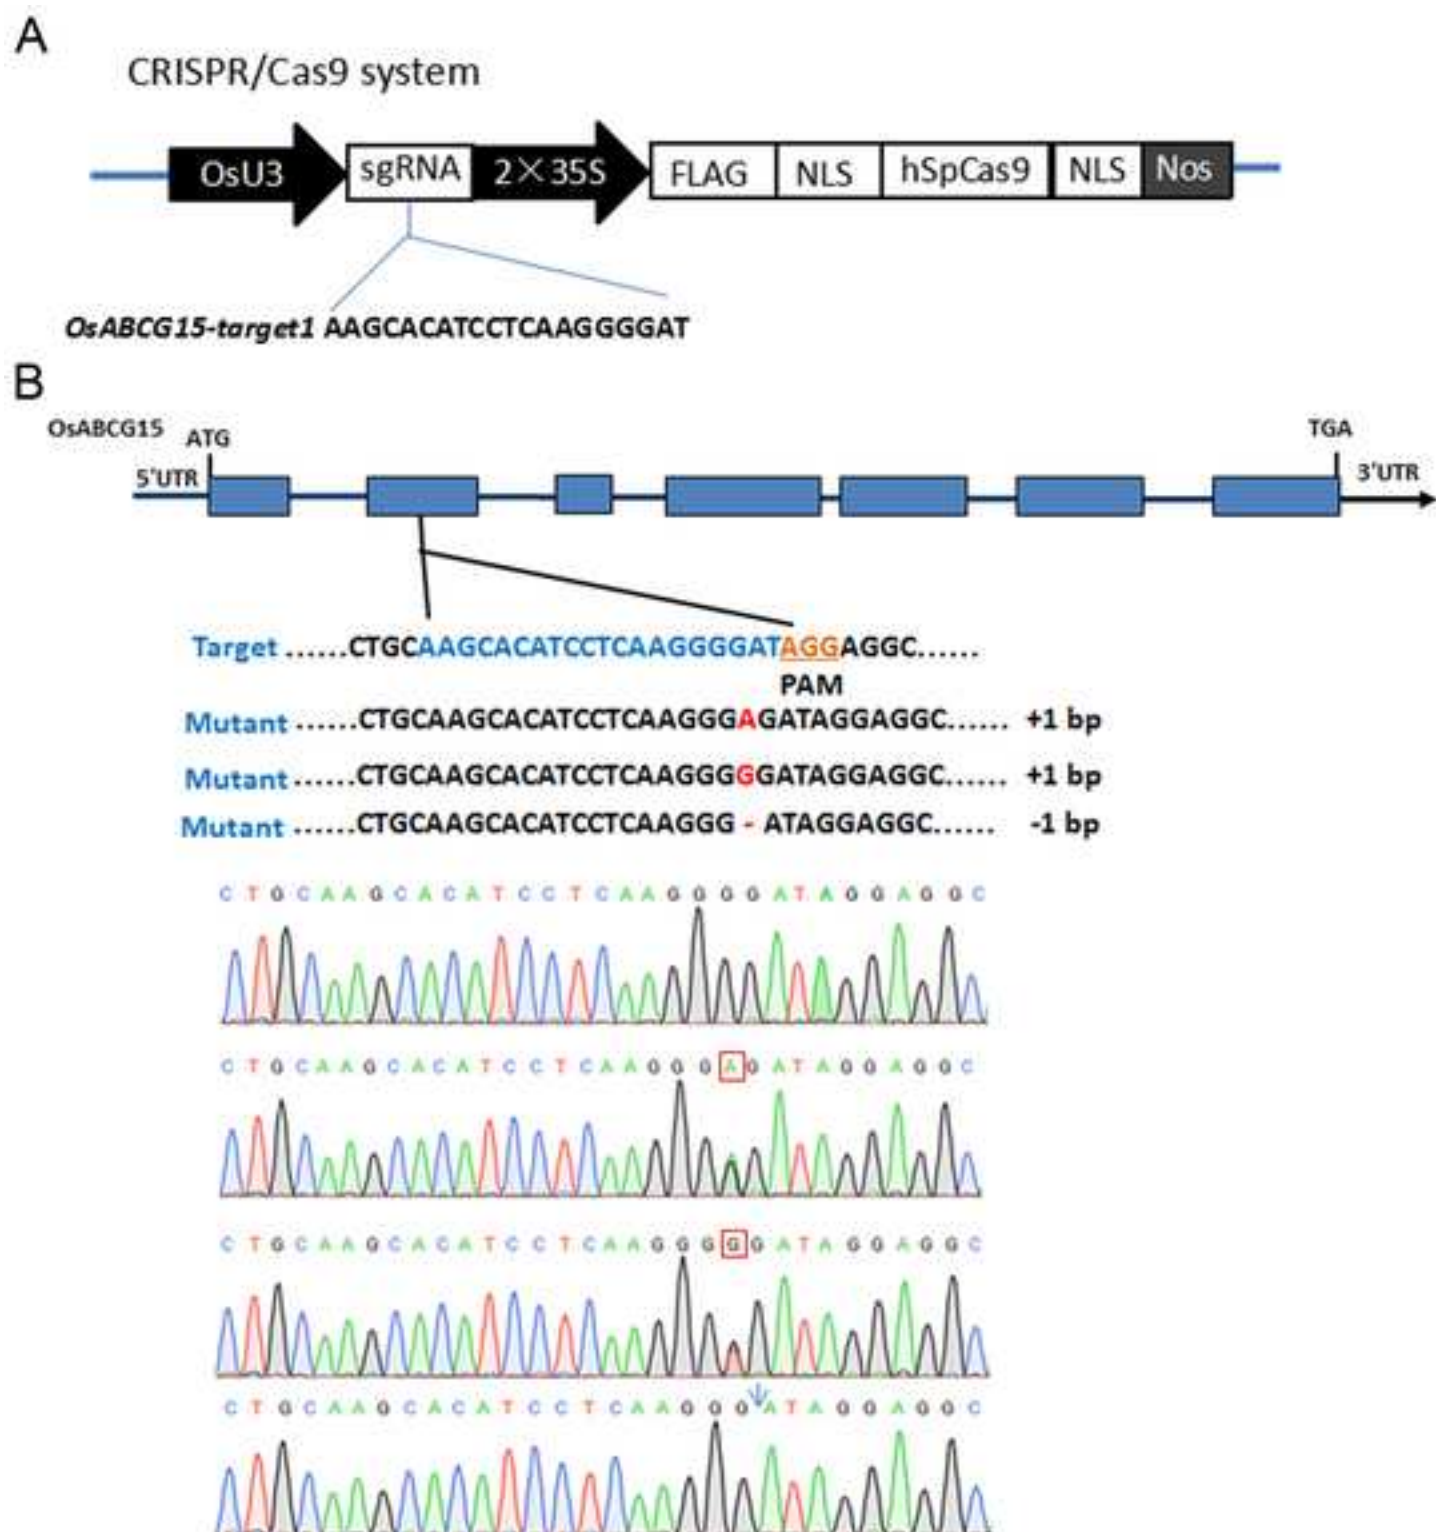 A
CRISPR/Cas9 system
OsU3 sgRNA 2×35S FLAG NLS hSpCas9 NLS Nos
OsABCG15-target1 AAGCACATCCTCAAGGGGAT
B
OsABCG15 ATG TGA
5'UTR 3'UTR
Target ......CTGCAAGCACATCCTCAAGGGGATAGGAGGC......
PAM
Mutant ......CTGCAAGCACATCCTCAAGGGAGATAGGAGGC...... +1 bp
Mutant ......CTGCAAGCACATCCTCAAGGGGGATAGGAGGC...... +1 bp
Mutant ......CTGCAAGCACATCCTCAAGGG - ATAGGAGGC...... -1 bp
C T G C A A G C A C A T C C T C A A G G G G A T A G G A G G C
C T G C A A G C A C A T C C T C A A G G G A G A T A G G A G G C
C T G C A A G C A C A T C C T C A A G G G G G A T A G G A G G C
C T G C A A G C A C A T C C T C A A G G G A T A G G A G G C